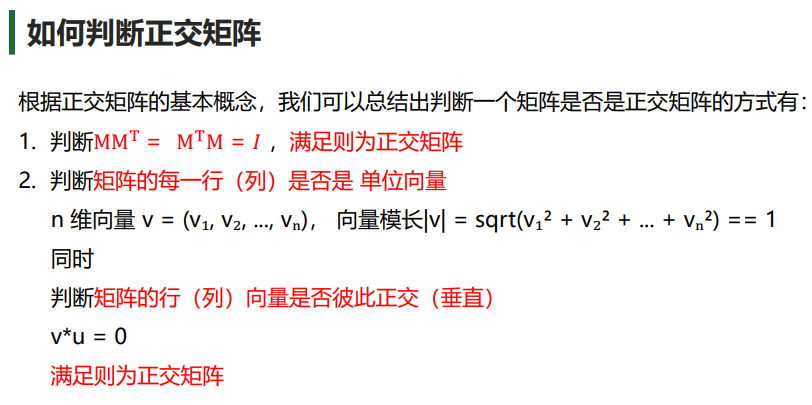 如何判断正交矩阵
根据正交矩阵的基本概念，我们可以总结出判断一个矩阵是否是正交矩阵的方式有：
1. 判断MMᵀ = MᵀM = I ，满足则为正交矩阵
2. 判断矩阵的每一行（列）是否是 单位向量
n 维向量 v = (v₁, v₂, ..., vₙ)， 向量模长|v| = sqrt(v₁² + v₂² + ... + vₙ²) == 1
同时
判断矩阵的行（列）向量是否彼此正交（垂直）
v*u = 0
满足则为正交矩阵